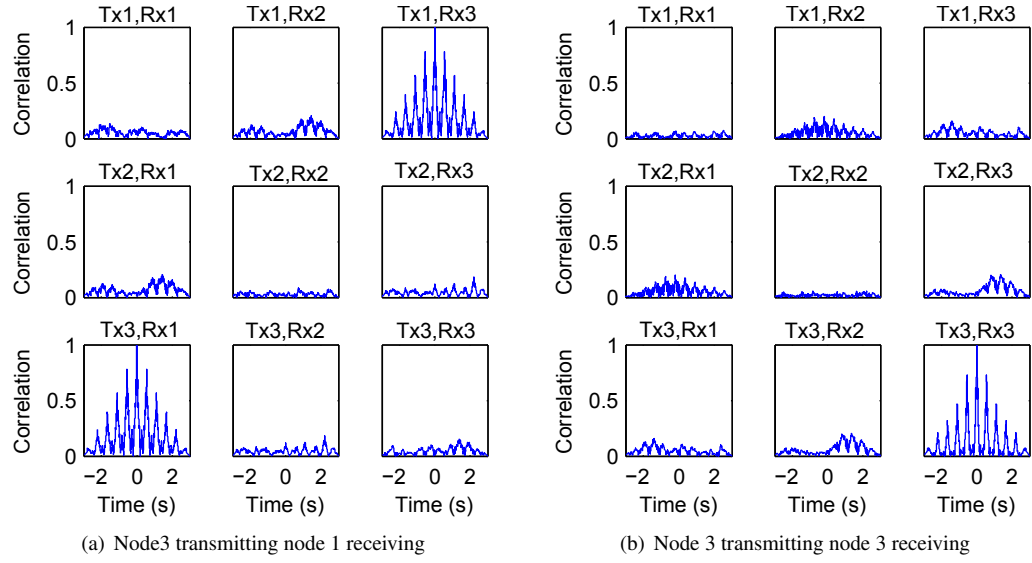 Tx1,Rx1 Tx1,Rx2 Tx1,Rx3
1
0.5
0
Correlation
Tx2,Rx1 Tx2,Rx2 Tx2,Rx3
1
0.5
0
Correlation
Tx3,Rx1 Tx3,Rx2 Tx3,Rx3
1
0.5
0
Correlation
−2 0 2 −2 0 2 −2 0 2
Time (s) Time (s) Time (s)
(a) Node3 transmitting node 1 receiving
Tx1,Rx1 Tx1,Rx2 Tx1,Rx3
1
0.5
0
Correlation
Tx2,Rx1 Tx2,Rx2 Tx2,Rx3
1
0.5
0
Correlation
Tx3,Rx1 Tx3,Rx2 Tx3,Rx3
1
0.5
0
Correlation
−2 0 2 −2 0 2 −2 0 2
Time (s) Time (s) Time (s)
(b) Node 3 transmitting node 3 receiving